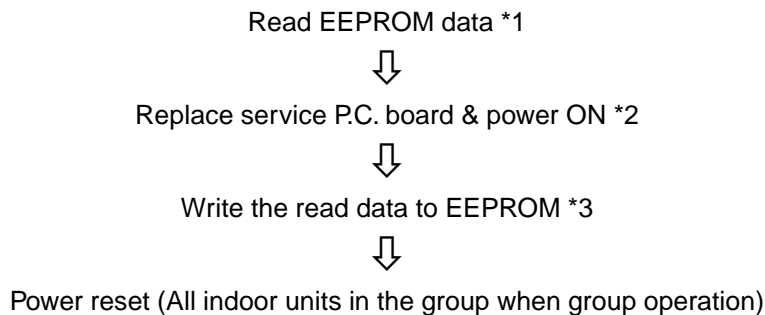 Read EEPROM data *1
Replace service P.C. board & power ON *2
Write the read data to EEPROM *3
Power reset (All indoor units in the group when group operation)